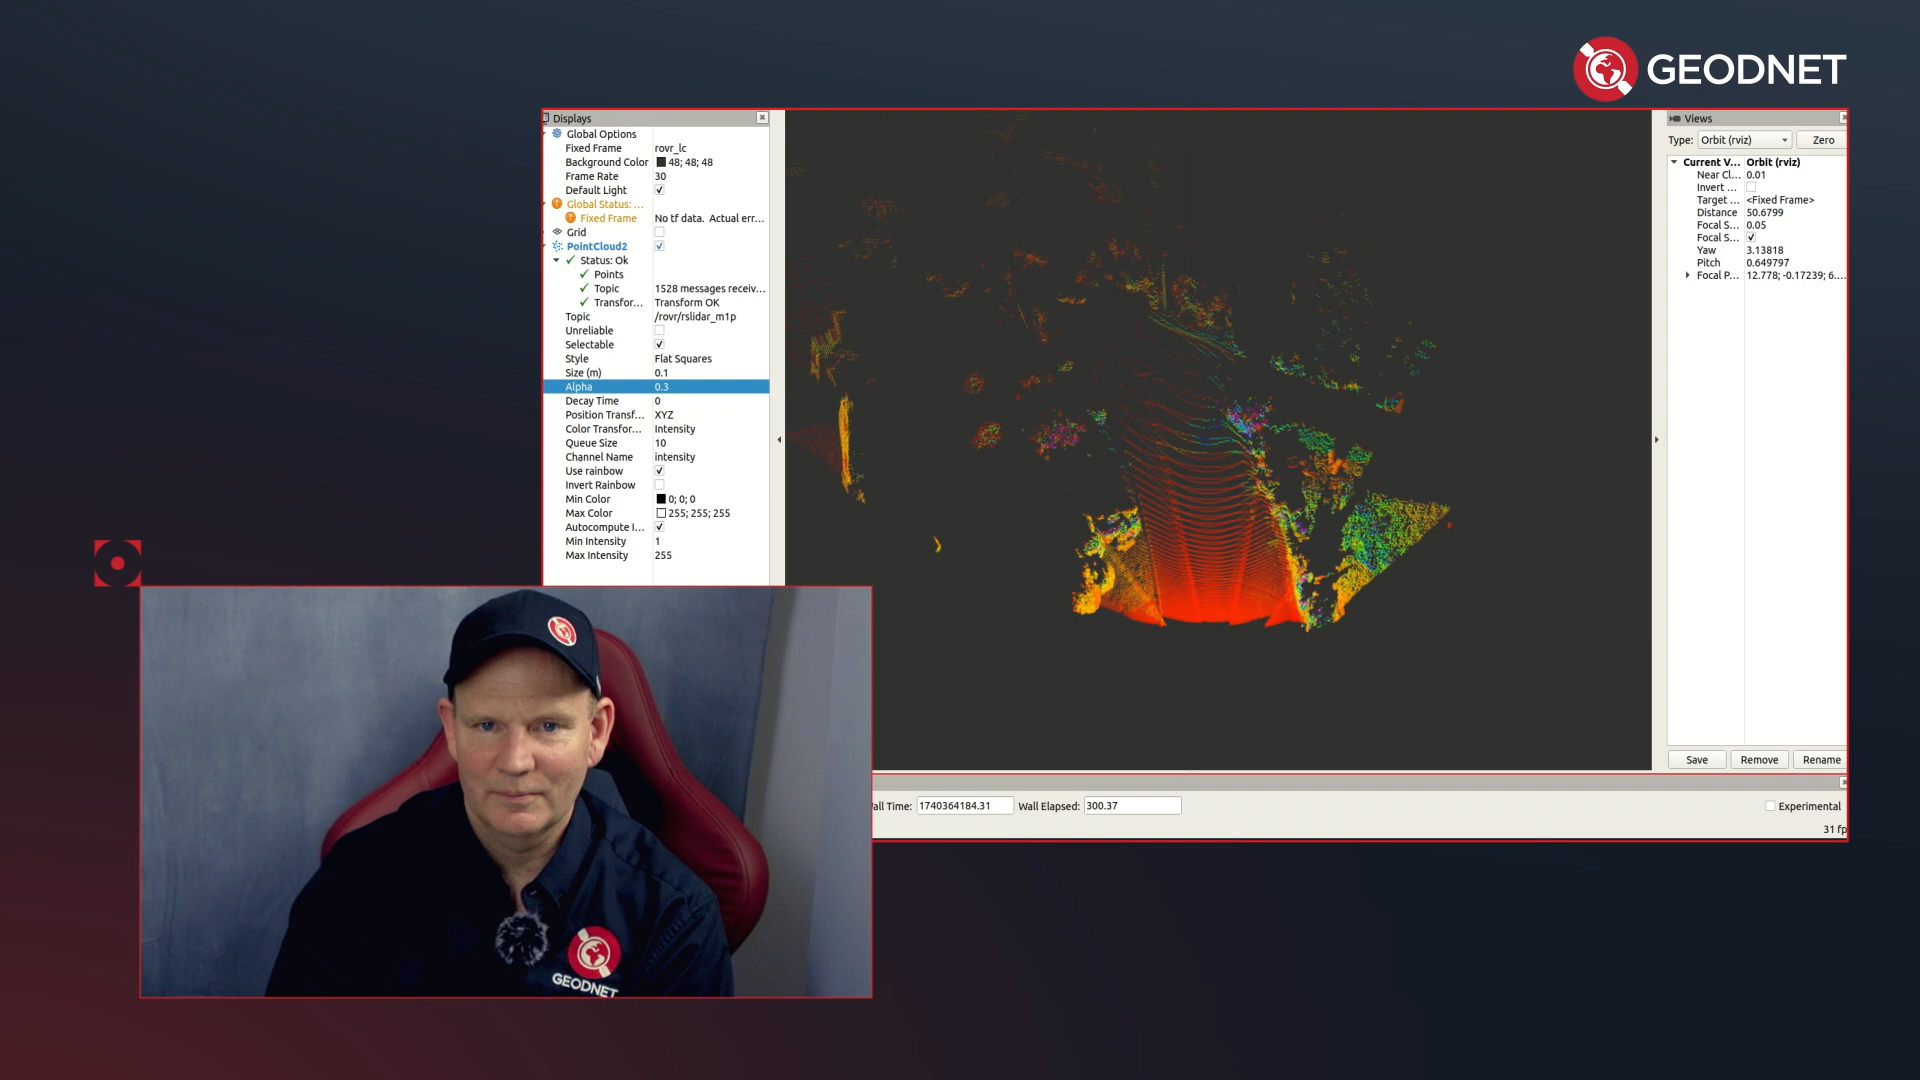 GEODNET
Displays
Global Options
Fixed Frame rovr_lc
Background Color 48; 48; 48
Frame Rate 30
Default Light
Global Status: ...
Fixed Frame No tf data. Actual err...
Grid
PointCloud2
Status: Ok
Points
Topic 1528 messages receiv...
Transfor... Transform OK
Topic /rovr/rslidar_m1p
Unreliable
Selectable
Style Flat Squares
Size (m) 0.1
Alpha 0.3
Decay Time 0
Position Transf... XYZ
Color Transfor... Intensity
Queue Size 10
Channel Name intensity
Use rainbow
Invert Rainbow
Min Color 0; 0; 0
Max Color 255; 255; 255
Autocompute I...
Min Intensity 1
Max Intensity 255
Views
Type: Orbit (rviz) Zero
Current V... Orbit (rviz)
Near Cl... 0.01
Invert ...
Target ... <Fixed Frame>
Distance 50.6799
Focal S... 0.05
Focal S...
Yaw 3.13818
Pitch 0.649797
Focal P... 12.778; -0.17239; 6....
Save Remove Rename
all Time: 1740364184.31 Wall Elapsed: 300.37 Experimental
31 fp
GEODNET